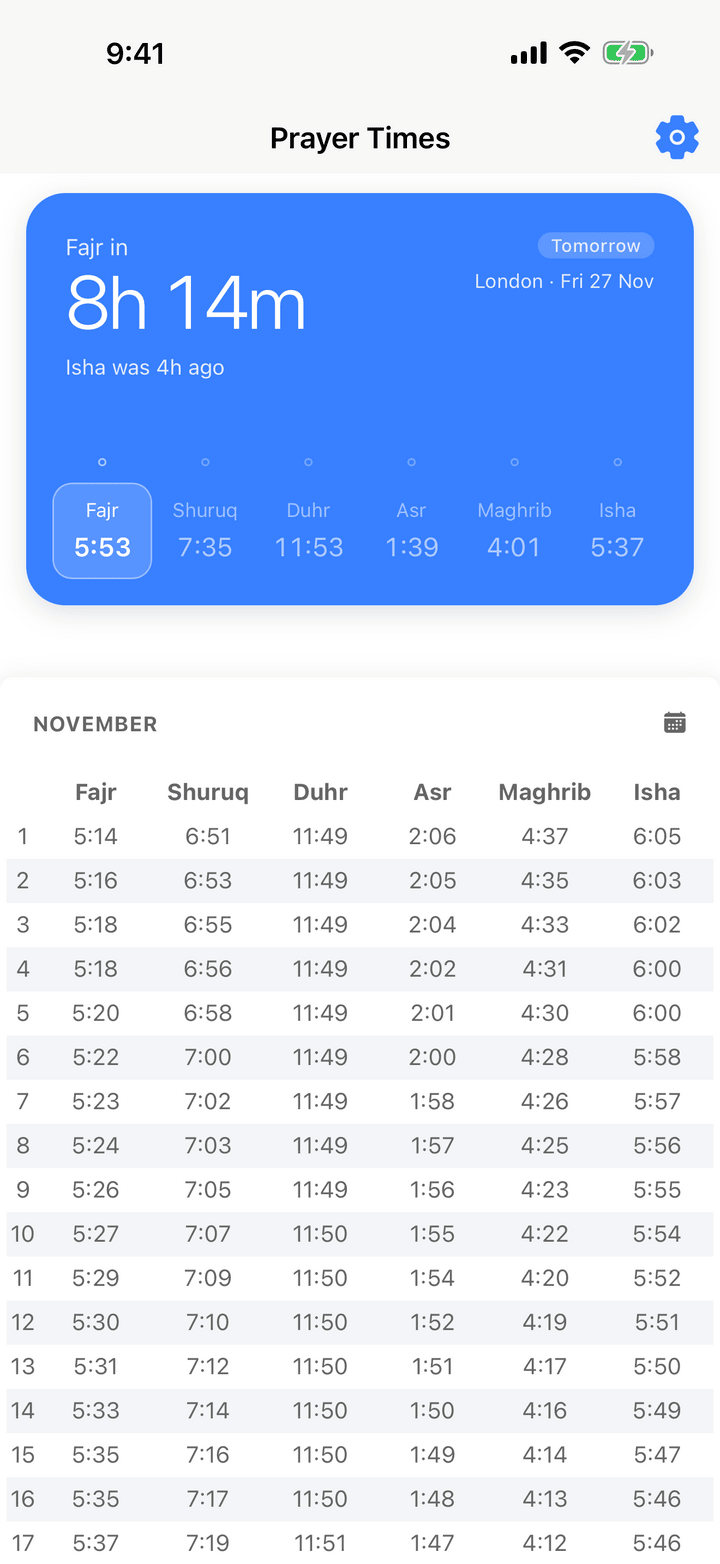 9:41
Prayer Times
Fajr in
Tomorrow
8h 14m
London · Fri 27 Nov
Isha was 4h ago
Fajr Shuruq Duhr Asr Maghrib Isha
5:53 7:35 11:53 1:39 4:01 5:37
NOVEMBER
Fajr Shuruq Duhr Asr Maghrib Isha
1 5:14 6:51 11:49 2:06 4:37 6:05
2 5:16 6:53 11:49 2:05 4:35 6:03
3 5:18 6:55 11:49 2:04 4:33 6:02
4 5:18 6:56 11:49 2:02 4:31 6:00
5 5:20 6:58 11:49 2:01 4:30 6:00
6 5:22 7:00 11:49 2:00 4:28 5:58
7 5:23 7:02 11:49 1:58 4:26 5:57
8 5:24 7:03 11:49 1:57 4:25 5:56
9 5:26 7:05 11:49 1:56 4:23 5:55
10 5:27 7:07 11:50 1:55 4:22 5:54
11 5:29 7:09 11:50 1:54 4:20 5:52
12 5:30 7:10 11:50 1:52 4:19 5:51
13 5:31 7:12 11:50 1:51 4:17 5:50
14 5:33 7:14 11:50 1:50 4:16 5:49
15 5:35 7:16 11:50 1:49 4:14 5:47
16 5:35 7:17 11:50 1:48 4:13 5:46
17 5:37 7:19 11:51 1:47 4:12 5:46